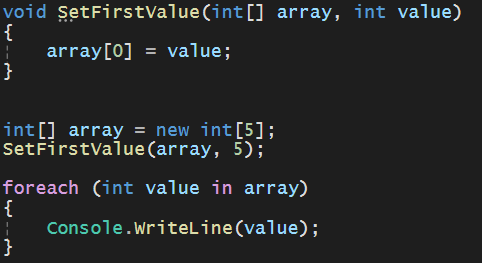 void SetFirstValue(int[] array, int value)
{
    array[0] = value;
}
int[] array = new int[5];
SetFirstValue(array, 5);
foreach (int value in array)
{
    Console.WriteLine(value);
}